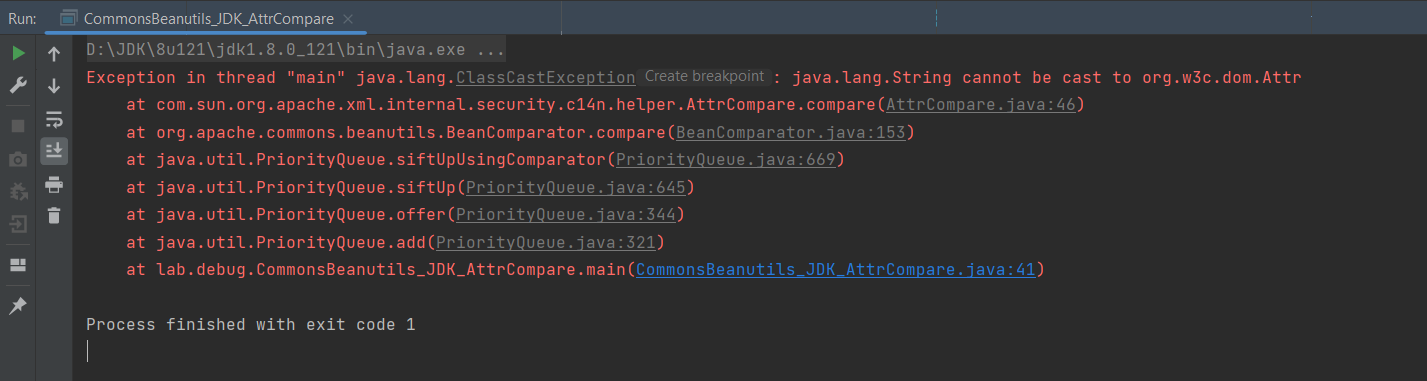 Run: CommonsBeanutils_JDK_AttrCompare
D:\JDK\8u121\jdk1.8.0_121\bin\java.exe ...
Exception in thread "main" java.lang.ClassCastException Create breakpoint : java.lang.String cannot be cast to org.w3c.dom.Attr
at com.sun.org.apache.xml.internal.security.c14n.helper.AttrCompare.compare(AttrCompare.java:46)
at org.apache.commons.beanutils.BeanComparator.compare(BeanComparator.java:153)
at java.util.PriorityQueue.siftUpUsingComparator(PriorityQueue.java:669)
at java.util.PriorityQueue.siftUp(PriorityQueue.java:645)
at java.util.PriorityQueue.offer(PriorityQueue.java:344)
at java.util.PriorityQueue.add(PriorityQueue.java:321)
at lab.debug.CommonsBeanutils_JDK_AttrCompare.main(CommonsBeanutils_JDK_AttrCompare.java:41)
Process finished with exit code 1